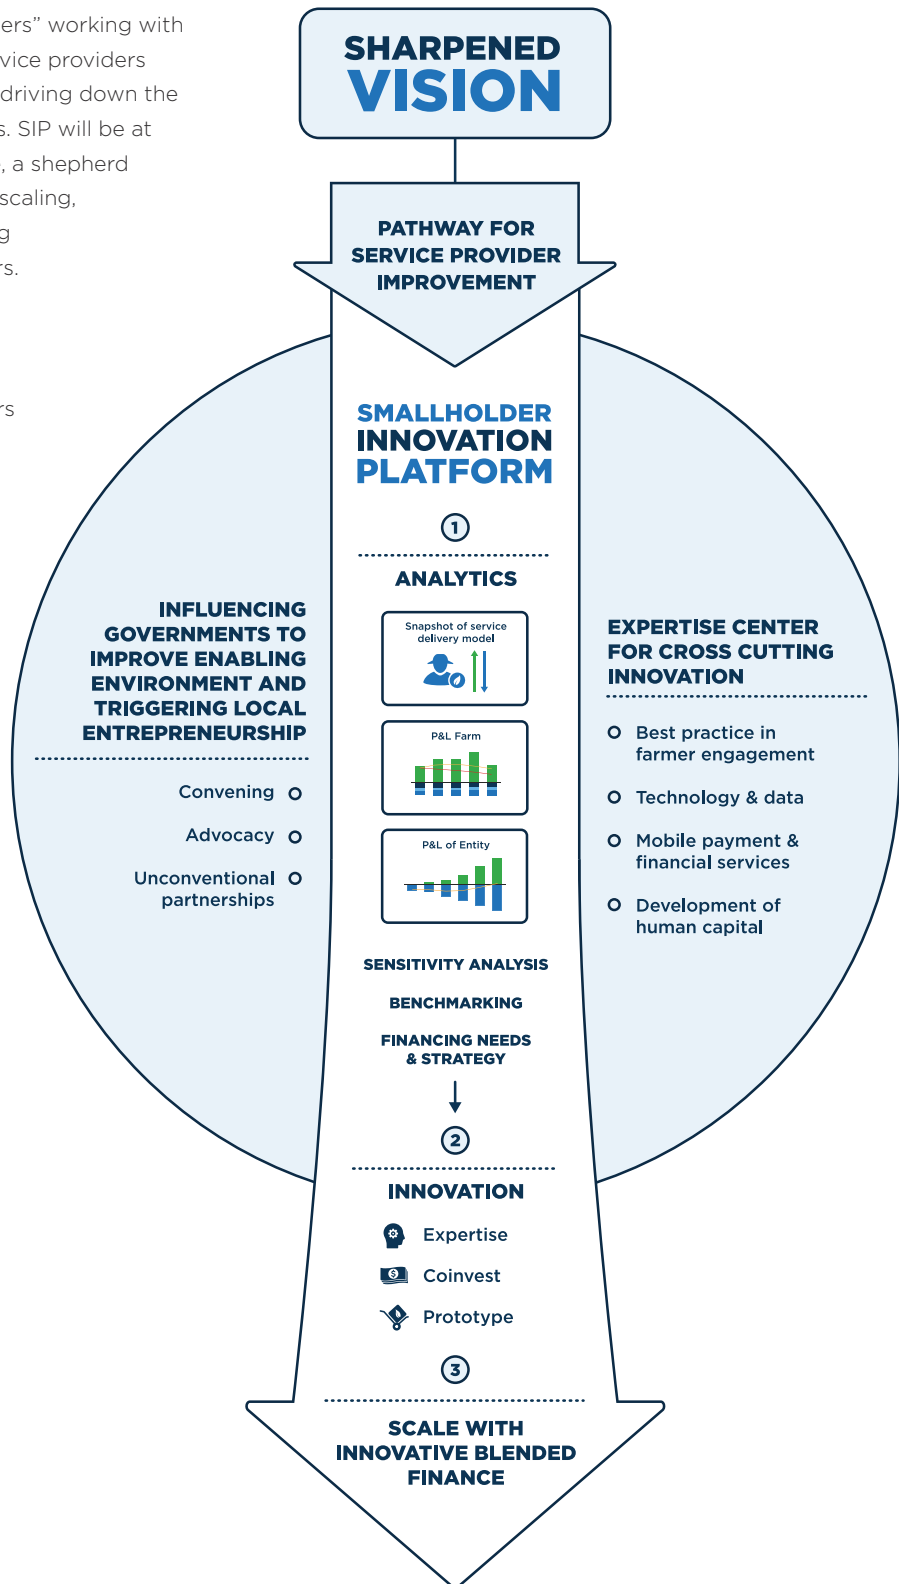 ers” working with
vice providers
driving down the
s. SIP will be at
, a shepherd
scaling,
g
rs.
rs
SHARPENED
VISION
PATHWAY FOR
SERVICE PROVIDER
IMPROVEMENT
SMALLHOLDER
INNOVATION
PLATFORM
1
ANALYTICS
Snapshot of service
delivery model
P&L Farm
P&L of Entity
SENSITIVITY ANALYSIS
BENCHMARKING
FINANCING NEEDS
& STRATEGY
2
INNOVATION
Expertise
Coinvest
Prototype
3
SCALE WITH
INNOVATIVE BLENDED
FINANCE
INFLUENCING
GOVERNMENTS TO
IMPROVE ENABLING
ENVIRONMENT AND
TRIGGERING LOCAL
ENTREPRENEURSHIP
Convening
Advocacy
Unconventional
partnerships
EXPERTISE CENTER
FOR CROSS CUTTING
INNOVATION
Best practice in
farmer engagement
Technology & data
Mobile payment &
financial services
Development of
human capital